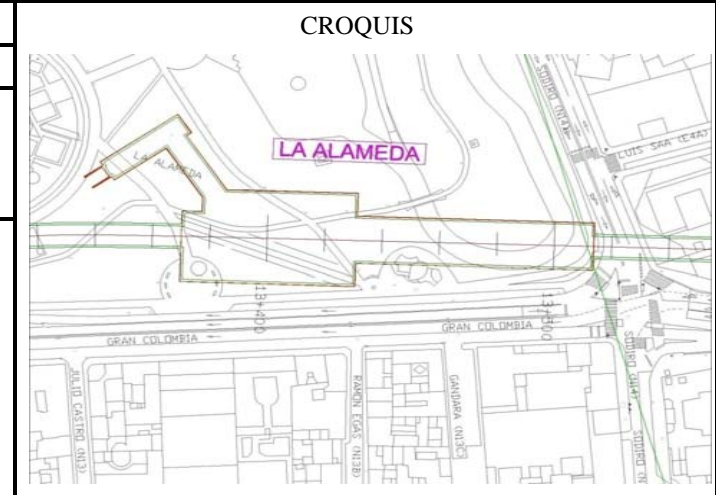 CROQUIS
LA ALAMEDA
LA ALAMEDA
SODIRO (N14)
LUIS SAA (E4A)
13+400
13+500
GRAN COLOMBIA
GRAN COLOMBIA
JULIO CASTRO (N13)
RAMON EGAS (N13B)
GANDARA (N13C)
SODIRO (N14)
SODIRO (N